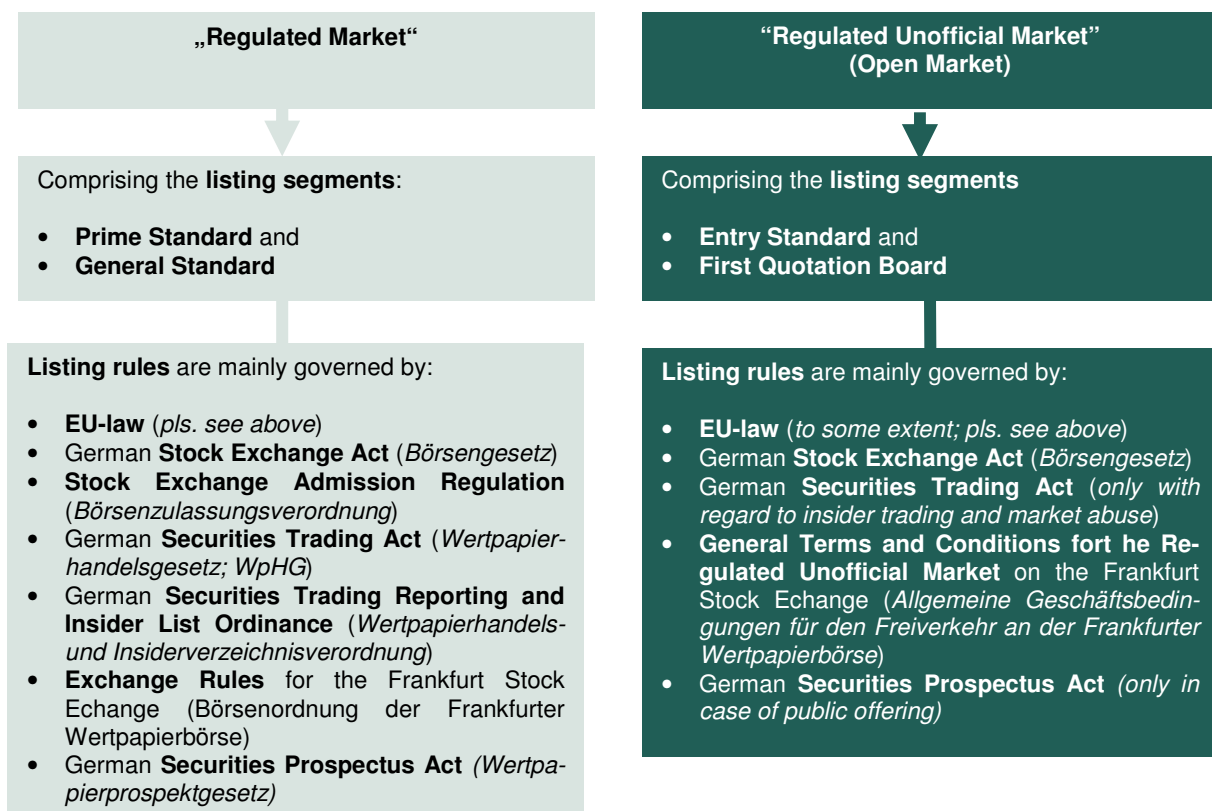 „Regulated Market“
Comprising the listing segments:
• Prime Standard and
• General Standard
Listing rules are mainly governed by:
• EU-law (pls. see above)
• German Stock Exchange Act (Börsengesetz)
• Stock Exchange Admission Regulation
(Börsenzulassungsverordnung)
• German Securities Trading Act (Wertpapier-
handelsgesetz; WpHG)
• German Securities Trading Reporting and
Insider List Ordinance (Wertpapierhandels-
und Insiderverzeichnisverordnung)
• Exchange Rules for the Frankfurt Stock
Echange (Börsenordnung der Frankfurter
Wertpapierbörse)
• German Securities Prospectus Act (Wertpa-
pierprospektgesetz)
“Regulated Unofficial Market”
(Open Market)
Comprising the listing segments
• Entry Standard and
• First Quotation Board
Listing rules are mainly governed by:
• EU-law (to some extent; pls. see above)
• German Stock Exchange Act (Börsengesetz)
• German Securities Trading Act (only with
regard to insider trading and market abuse)
• General Terms and Conditions fort he Re-
gulated Unofficial Market on the Frankfurt
Stock Echange (Allgemeine Geschäftsbedin-
gungen für den Freiverkehr an der Frankfurter
Wertpapierbörse)
• German Securities Prospectus Act (only in
case of public offering)